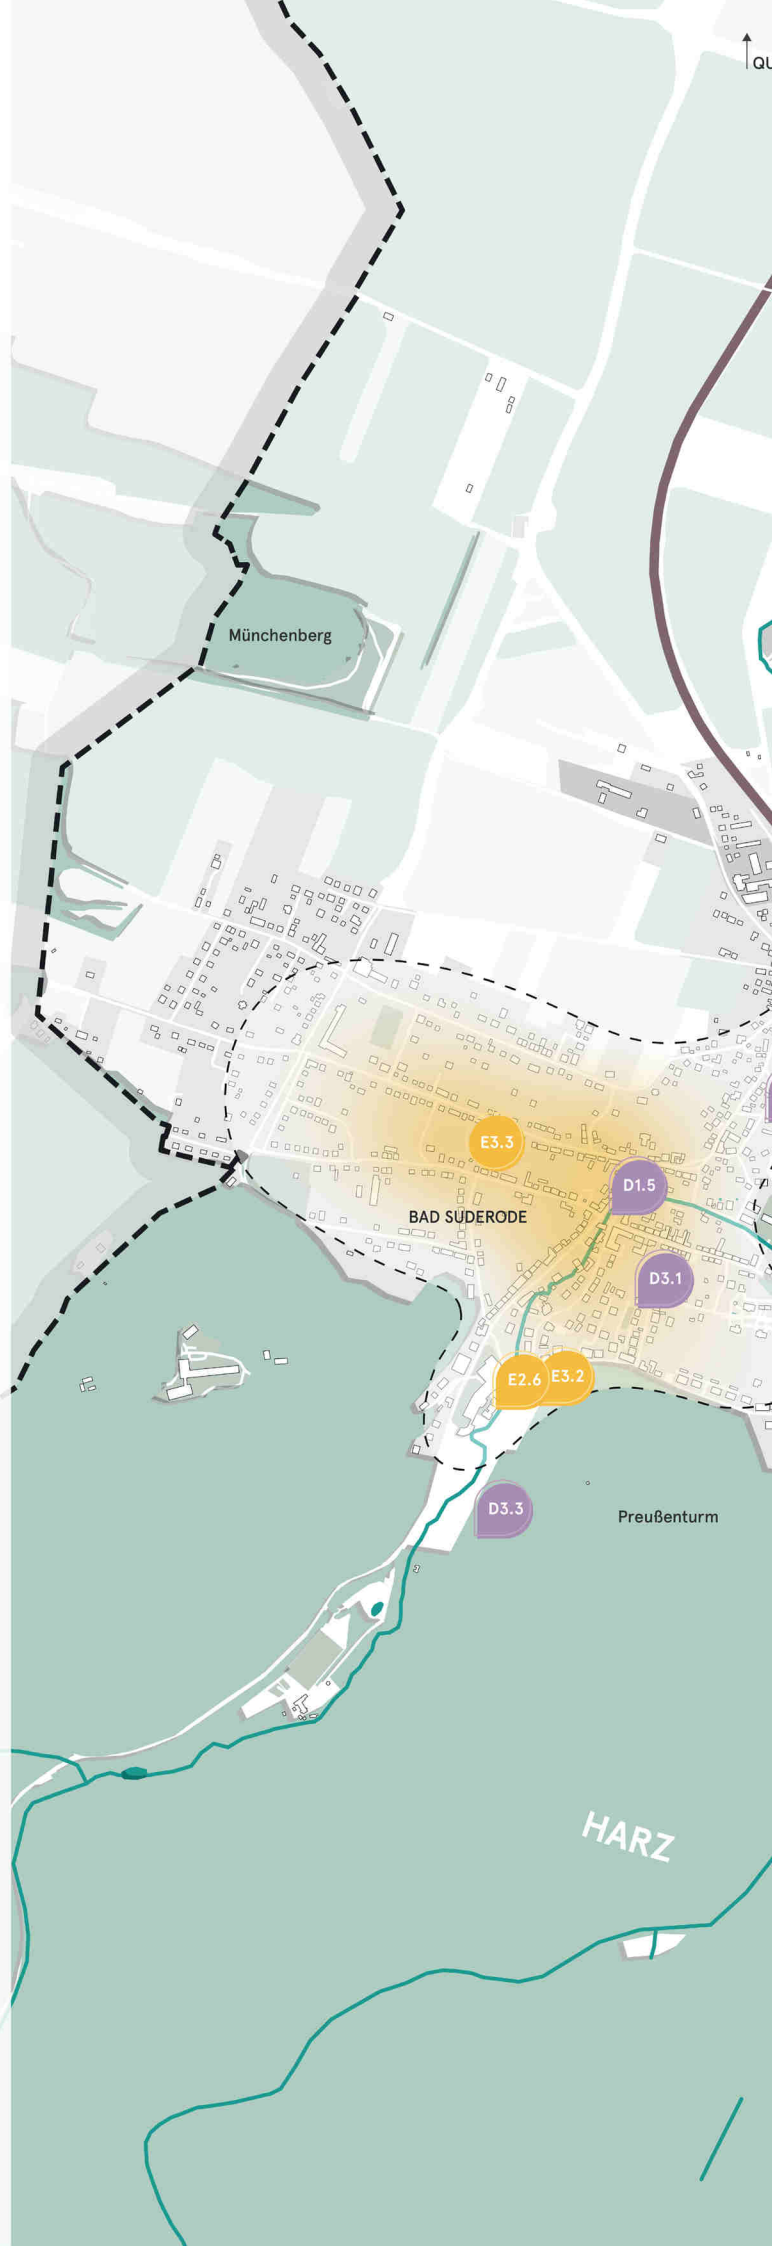 QU
Münchenberg
E3.3
D1.5
BAD SUDERODE
D3.1
E2.6
E3.2
D3.3
Preußenturm
HARZ